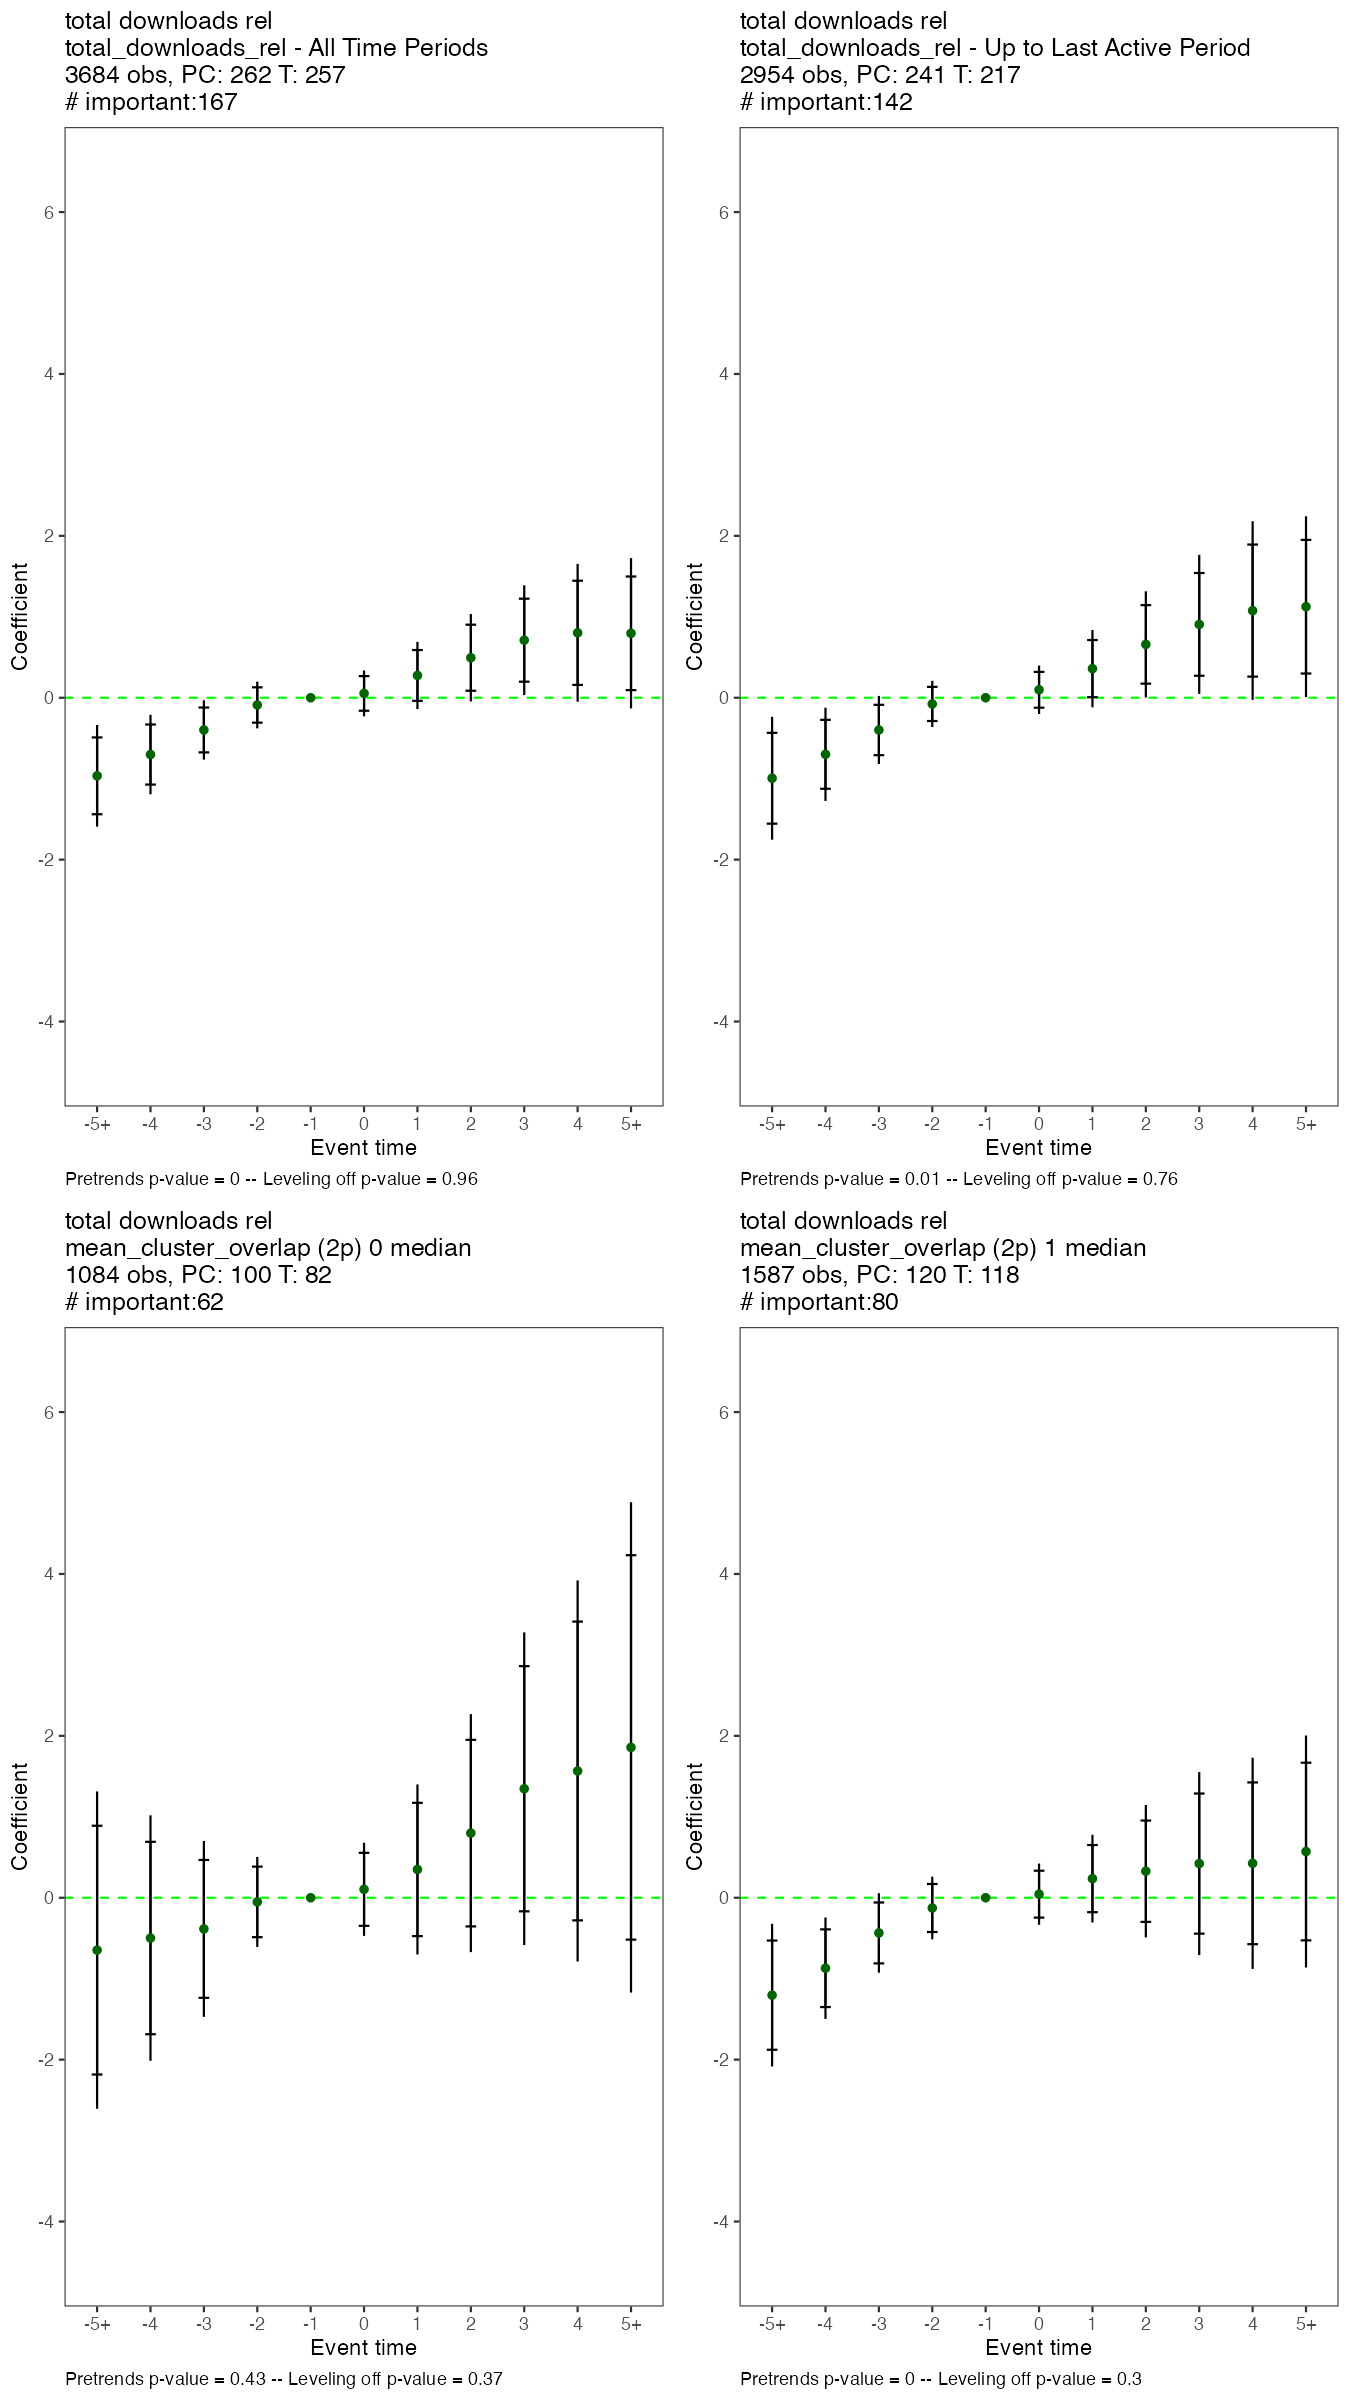 total downloads rel
total_downloads_rel - All Time Periods
3684 obs, PC: 262 T: 257
# important:167
6
4
2
0
-2
-4
Coefficient
-5+ -4 -3 -2 -1 0 1 2 3 4 5+
Event time
Pretrends p-value = 0 -- Leveling off p-value = 0.96
total downloads rel
total_downloads_rel - Up to Last Active Period
2954 obs, PC: 241 T: 217
# important:142
6
4
2
0
-2
-4
Coefficient
-5+ -4 -3 -2 -1 0 1 2 3 4 5+
Event time
Pretrends p-value = 0.01 -- Leveling off p-value = 0.76
total downloads rel
mean_cluster_overlap (2p) 0 median
1084 obs, PC: 100 T: 82
# important:62
6
4
2
0
-2
-4
Coefficient
-5+ -4 -3 -2 -1 0 1 2 3 4 5+
Event time
Pretrends p-value = 0.43 -- Leveling off p-value = 0.37
total downloads rel
mean_cluster_overlap (2p) 1 median
1587 obs, PC: 120 T: 118
# important:80
6
4
2
0
-2
-4
Coefficient
-5+ -4 -3 -2 -1 0 1 2 3 4 5+
Event time
Pretrends p-value = 0 -- Leveling off p-value = 0.3